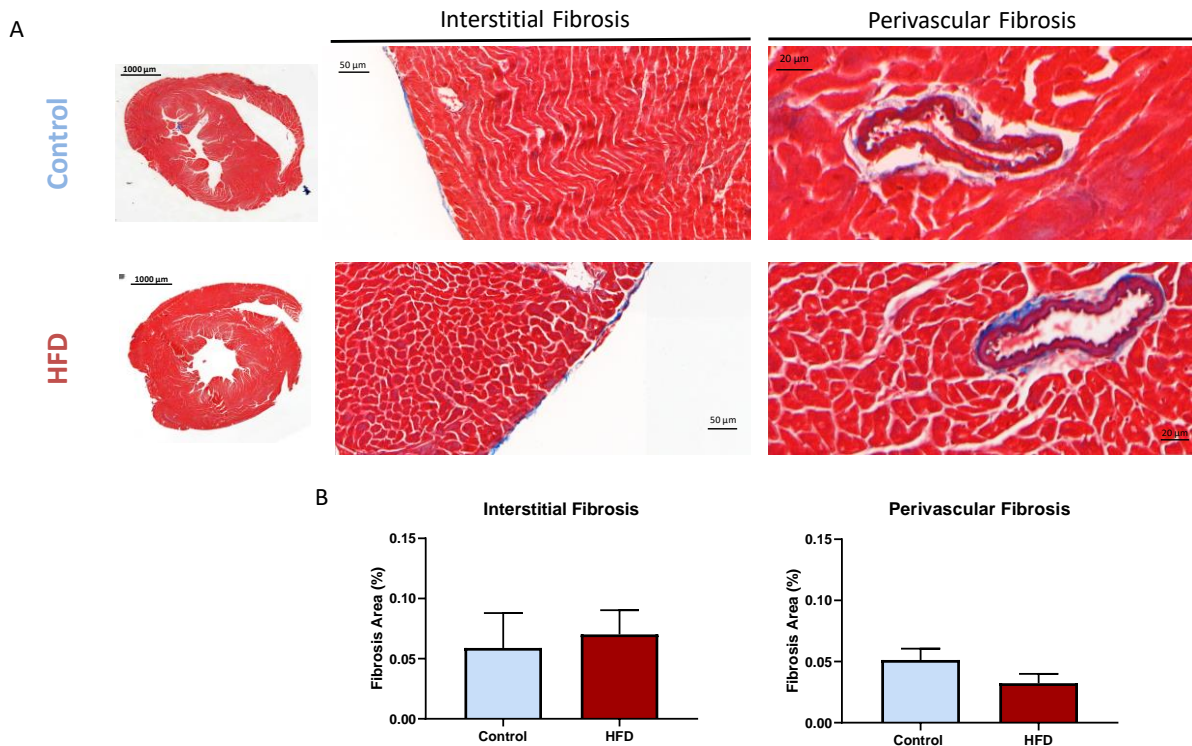 A
Interstitial Fibrosis
Perivascular Fibrosis
Control
1000 µm
50 µm
20 µm
HFD
1000 µm
50 µm
20 µm
B
Interstitial Fibrosis
Fibrosis Area (%)
0.15
0.10
0.05
0.00
Control
HFD
Perivascular Fibrosis
Fibrosis Area (%)
0.15
0.10
0.05
0.00
Control
HFD